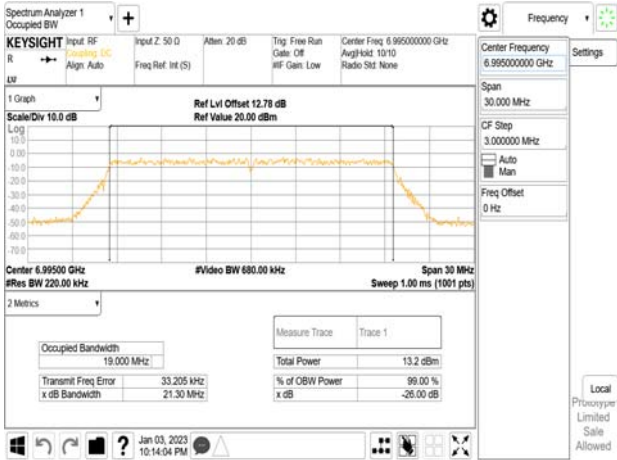 Spectrum Analyzer 1
Occupied BW
+
Frequency
KEYSIGHT
R
LXI
Input: RF
Coupling: DC
Align: Auto
Input Z: 50 Ω
Freq Ref: Int (S)
Atten: 20 dB
Trig: Free Run
Gate: Off
#IF Gain: Low
Center Freq: 6.995000000 GHz
Avg|Hold: 10/10
Radio Std: None
Center Frequency
6.995000000 GHz
Settings
Span
30.000 MHz
CF Step
3.000000 MHz
Auto
Man
Freq Offset
0 Hz
1 Graph
Scale/Div 10.0 dB
Ref Lvl Offset 12.78 dB
Ref Value 20.00 dBm
Log
10.0
0.00
-10.0
-20.0
-30.0
-40.0
-50.0
-60.0
-70.0
Center 6.99500 GHz
#Res BW 220.00 kHz
#Video BW 680.00 kHz
Span 30 MHz
Sweep 1.00 ms (1001 pts)
2 Metrics
Measure Trace Trace 1
Occupied Bandwidth
19.000 MHz
Total Power 13.2 dBm
Transmit Freq Error 33.205 kHz
% of OBW Power 99.00 %
x dB Bandwidth 21.30 MHz
x dB -26.00 dB
Local
Prototype
Limited
Sale
Allowed
?
Jan 03, 2023
10:14:04 PM